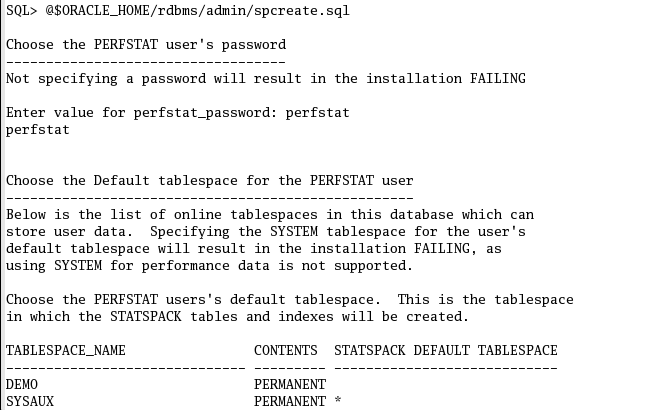 SQL> @$ORACLE_HOME/rdbms/admin/spcreate.sql
Choose the PERFSTAT user's password
-----------------------------------
Not specifying a password will result in the installation FAILING
Enter value for perfstat_password: perfstat
perfstat
Choose the Default tablespace for the PERFSTAT user
---------------------------------------------------
Below is the list of online tablespaces in this database which can
store user data.  Specifying the SYSTEM tablespace for the user's
default tablespace will result in the installation FAILING, as
using SYSTEM for performance data is not supported.
Choose the PERFSTAT users's default tablespace.  This is the tablespace
in which the STATSPACK tables and indexes will be created.
TABLESPACE_NAME                CONTENTS  STATSPACK DEFAULT TABLESPACE
------------------------------ --------- ----------------------------
DEMO                           PERMANENT
SYSAUX                         PERMANENT *